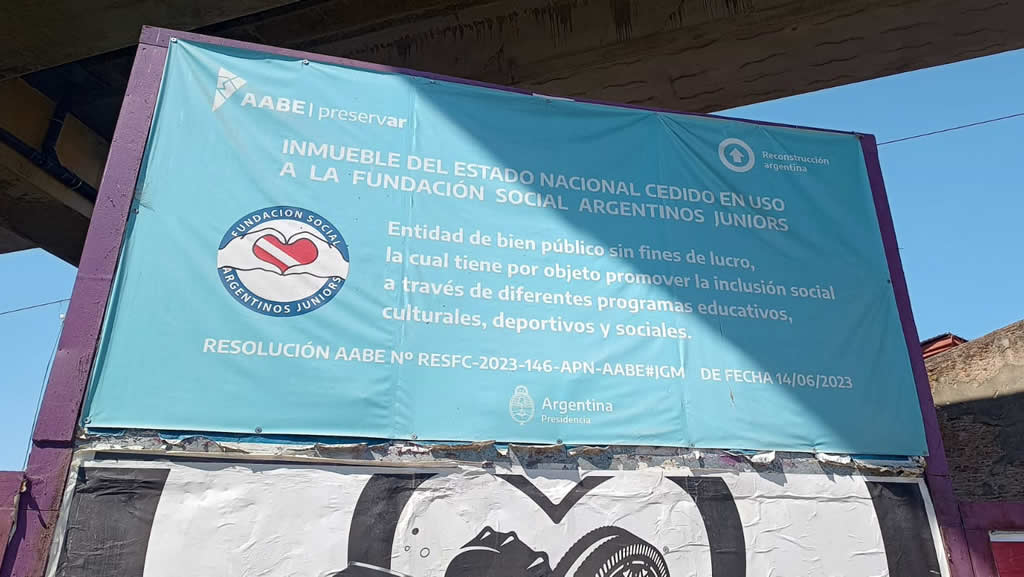 AABE | preservar
Reconstrucción
argentina
INMUEBLE DEL ESTADO NACIONAL CEDIDO EN USO
A LA FUNDACIÓN SOCIAL ARGENTINOS JUNIORS
FUNDACION SOCIAL
ARGENTINOS JUNIORS
Entidad de bien público sin fines de lucro,
la cual tiene por objeto promover la inclusión social
a través de diferentes programas educativos,
culturales, deportivos y sociales.
RESOLUCIÓN AABE Nº RESFC-2023-146-APN-AABE#JGM DE FECHA 14/06/2023
Argentina
Presidencia